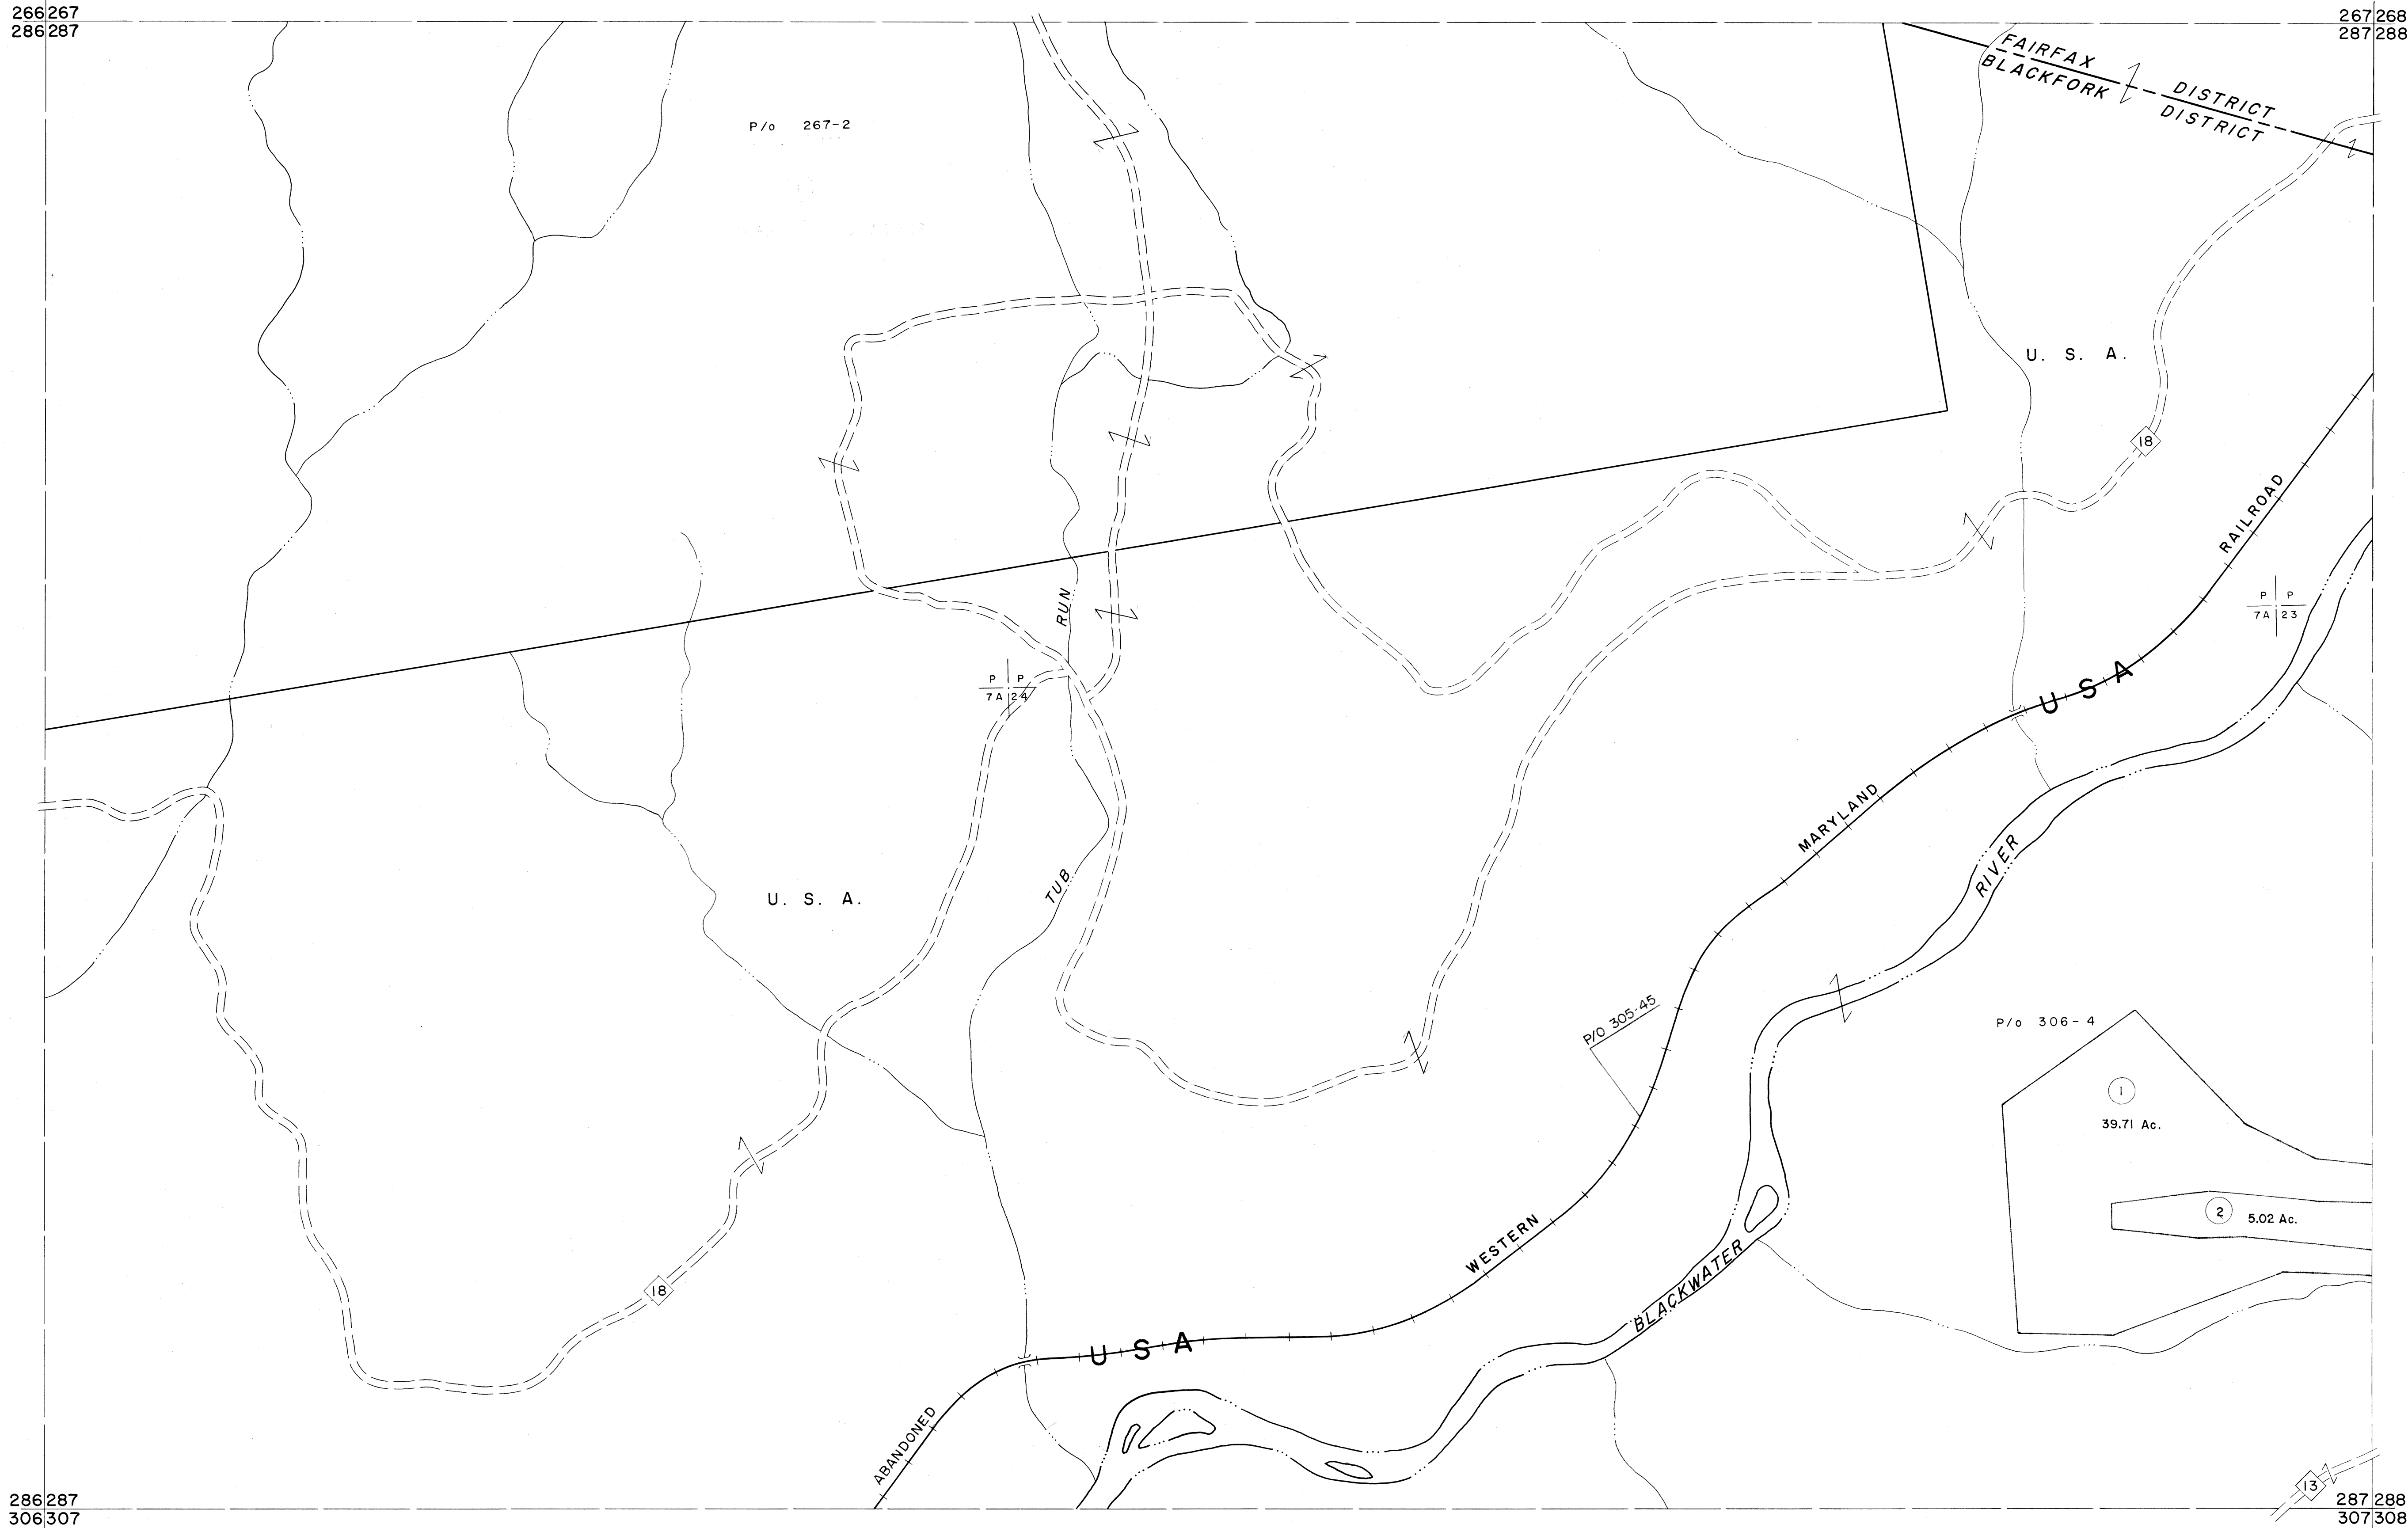 266 267
286 287
267 268
287 288
FAIRFAX DISTRICT
BLACKFORK DISTRICT
P/o 267-2
U. S. A.
18
RAILROAD
P P
7A 23
RUN
P P
7A 24
U S A
MARYLAND
RIVER
TUB
U. S. A.
P/O 305-45
P/o 306-4
1
39.71 Ac.
2
5.02 Ac.
WESTERN
BLACKWATER
18
U S A
ABANDONED
13
286 287
306 307
287 288
307 308